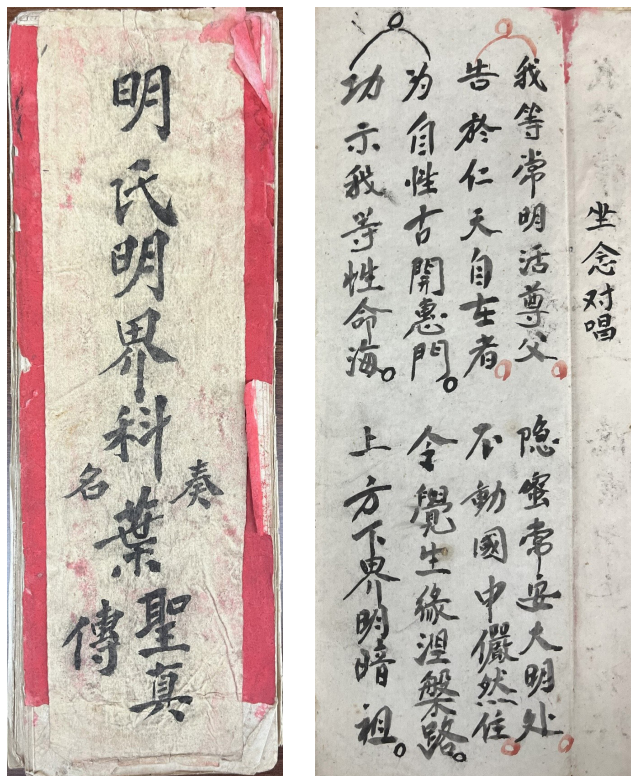 明氏明界科
奏名
葉聖真傳
坐念对唱
我等常明活尊父 隐蜜常安大明处
告於仁天自在者 不動國中儼然住
为自性古開惠門 令覺生緣涅槃路
功示我等性命海 上方下界明暗祖